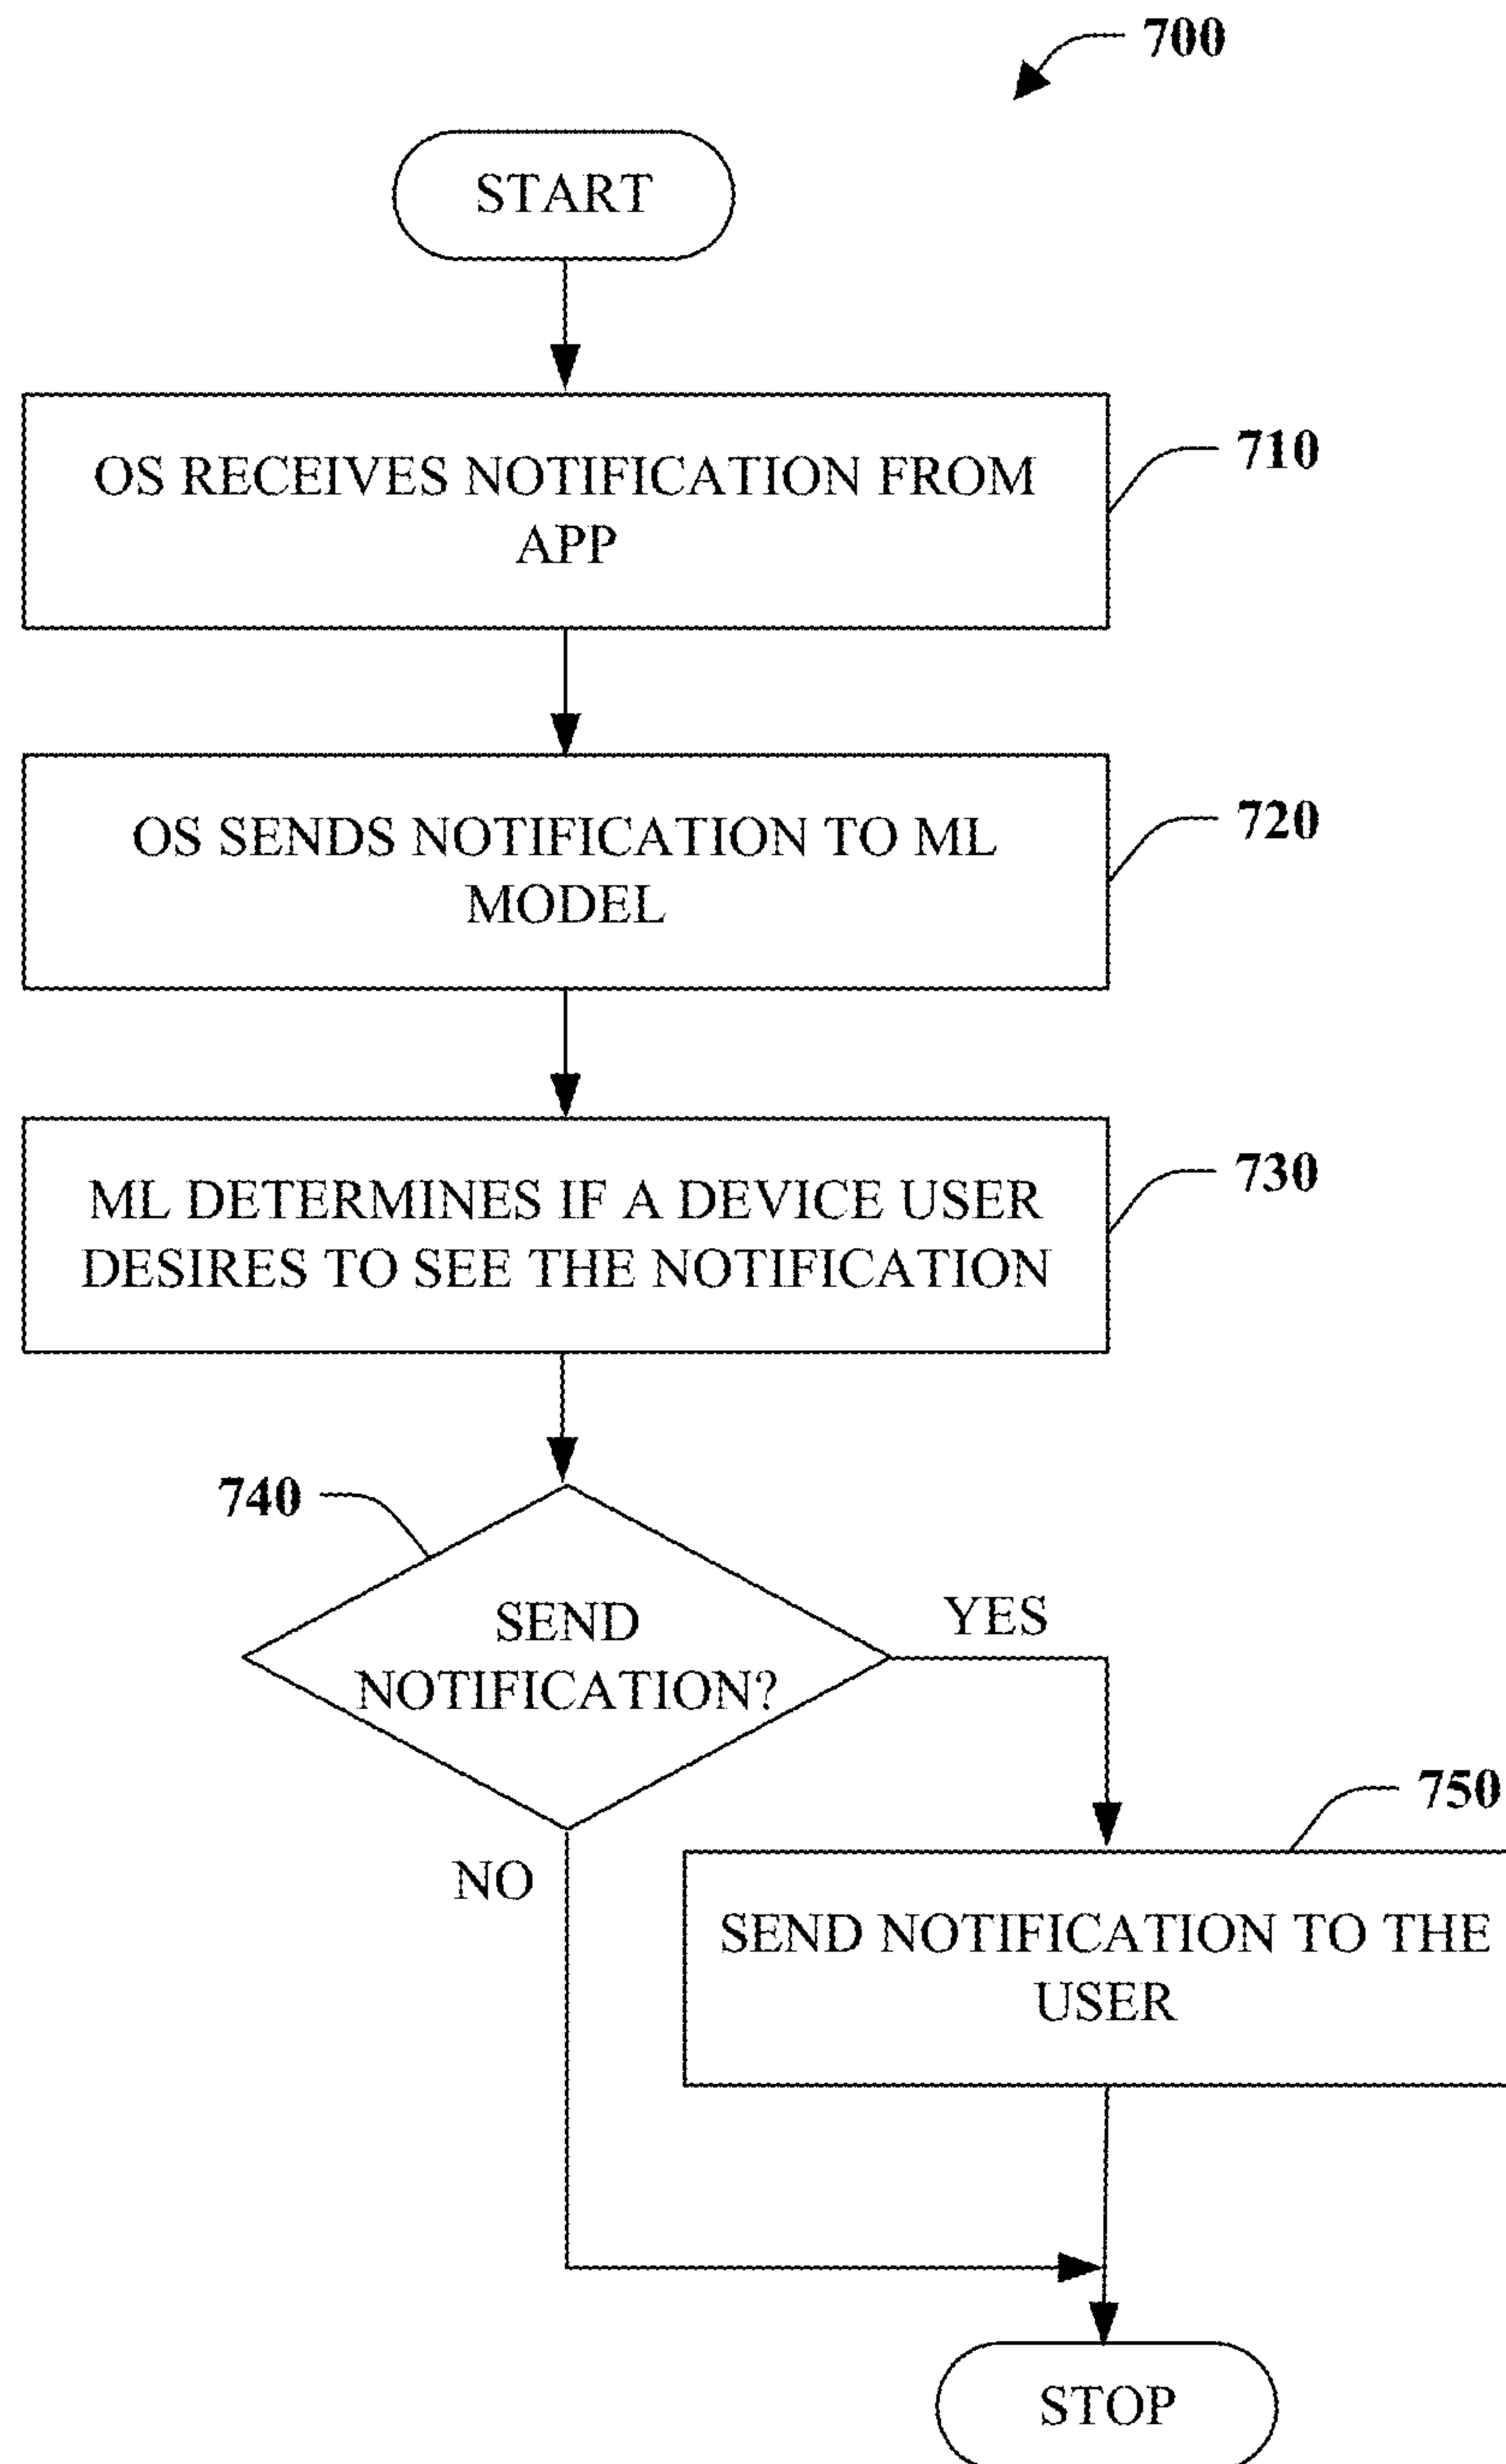 700
START
OS RECEIVES NOTIFICATION FROM
APP
710
OS SENDS NOTIFICATION TO ML
MODEL
720
ML DETERMINES IF A DEVICE USER
DESIRES TO SEE THE NOTIFICATION
730
740
SEND
NOTIFICATION?
YES
NO
750
SEND NOTIFICATION TO THE
USER
STOP